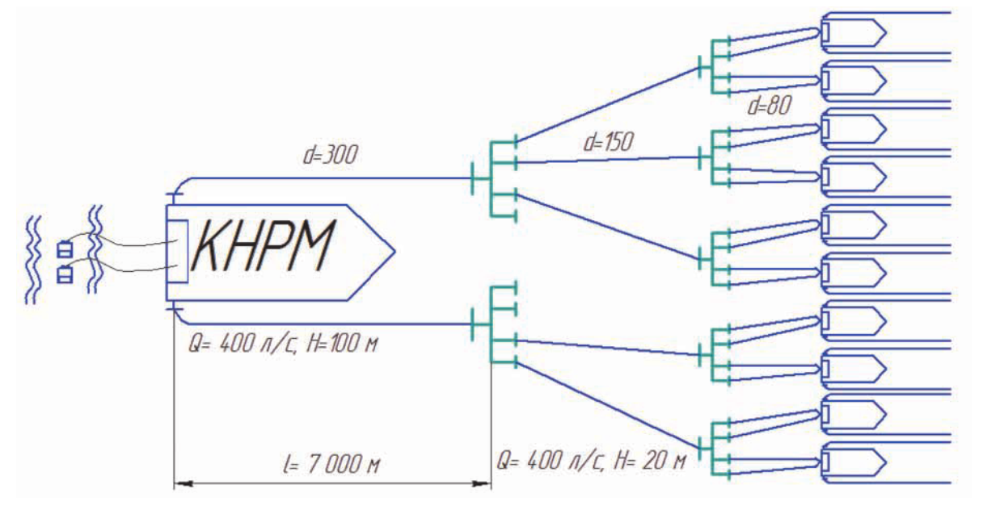 d=80
d=150
d=300
КНРМ
Q= 400 л/с, H=100 м
l= 7 000 м
Q= 400 л/с, H= 20 м